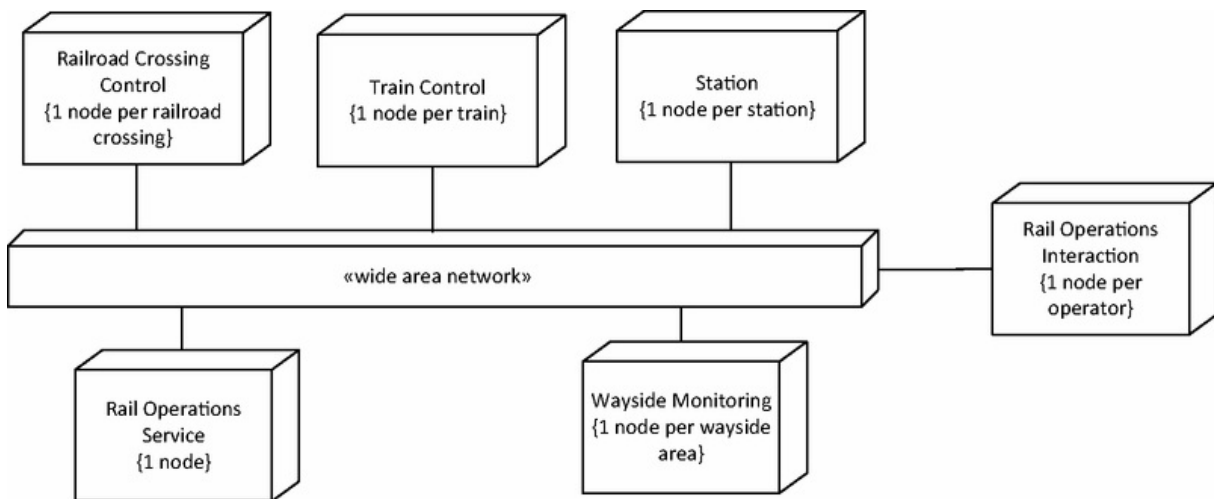 Railroad Crossing
Control
{1 node per railroad
crossing}
Train Control
{1 node per train}
Station
{1 node per station}
«wide area network»
Rail Operations
Interaction
{1 node per
operator}
Rail Operations
Service
{1 node}
Wayside Monitoring
{1 node per wayside
area}